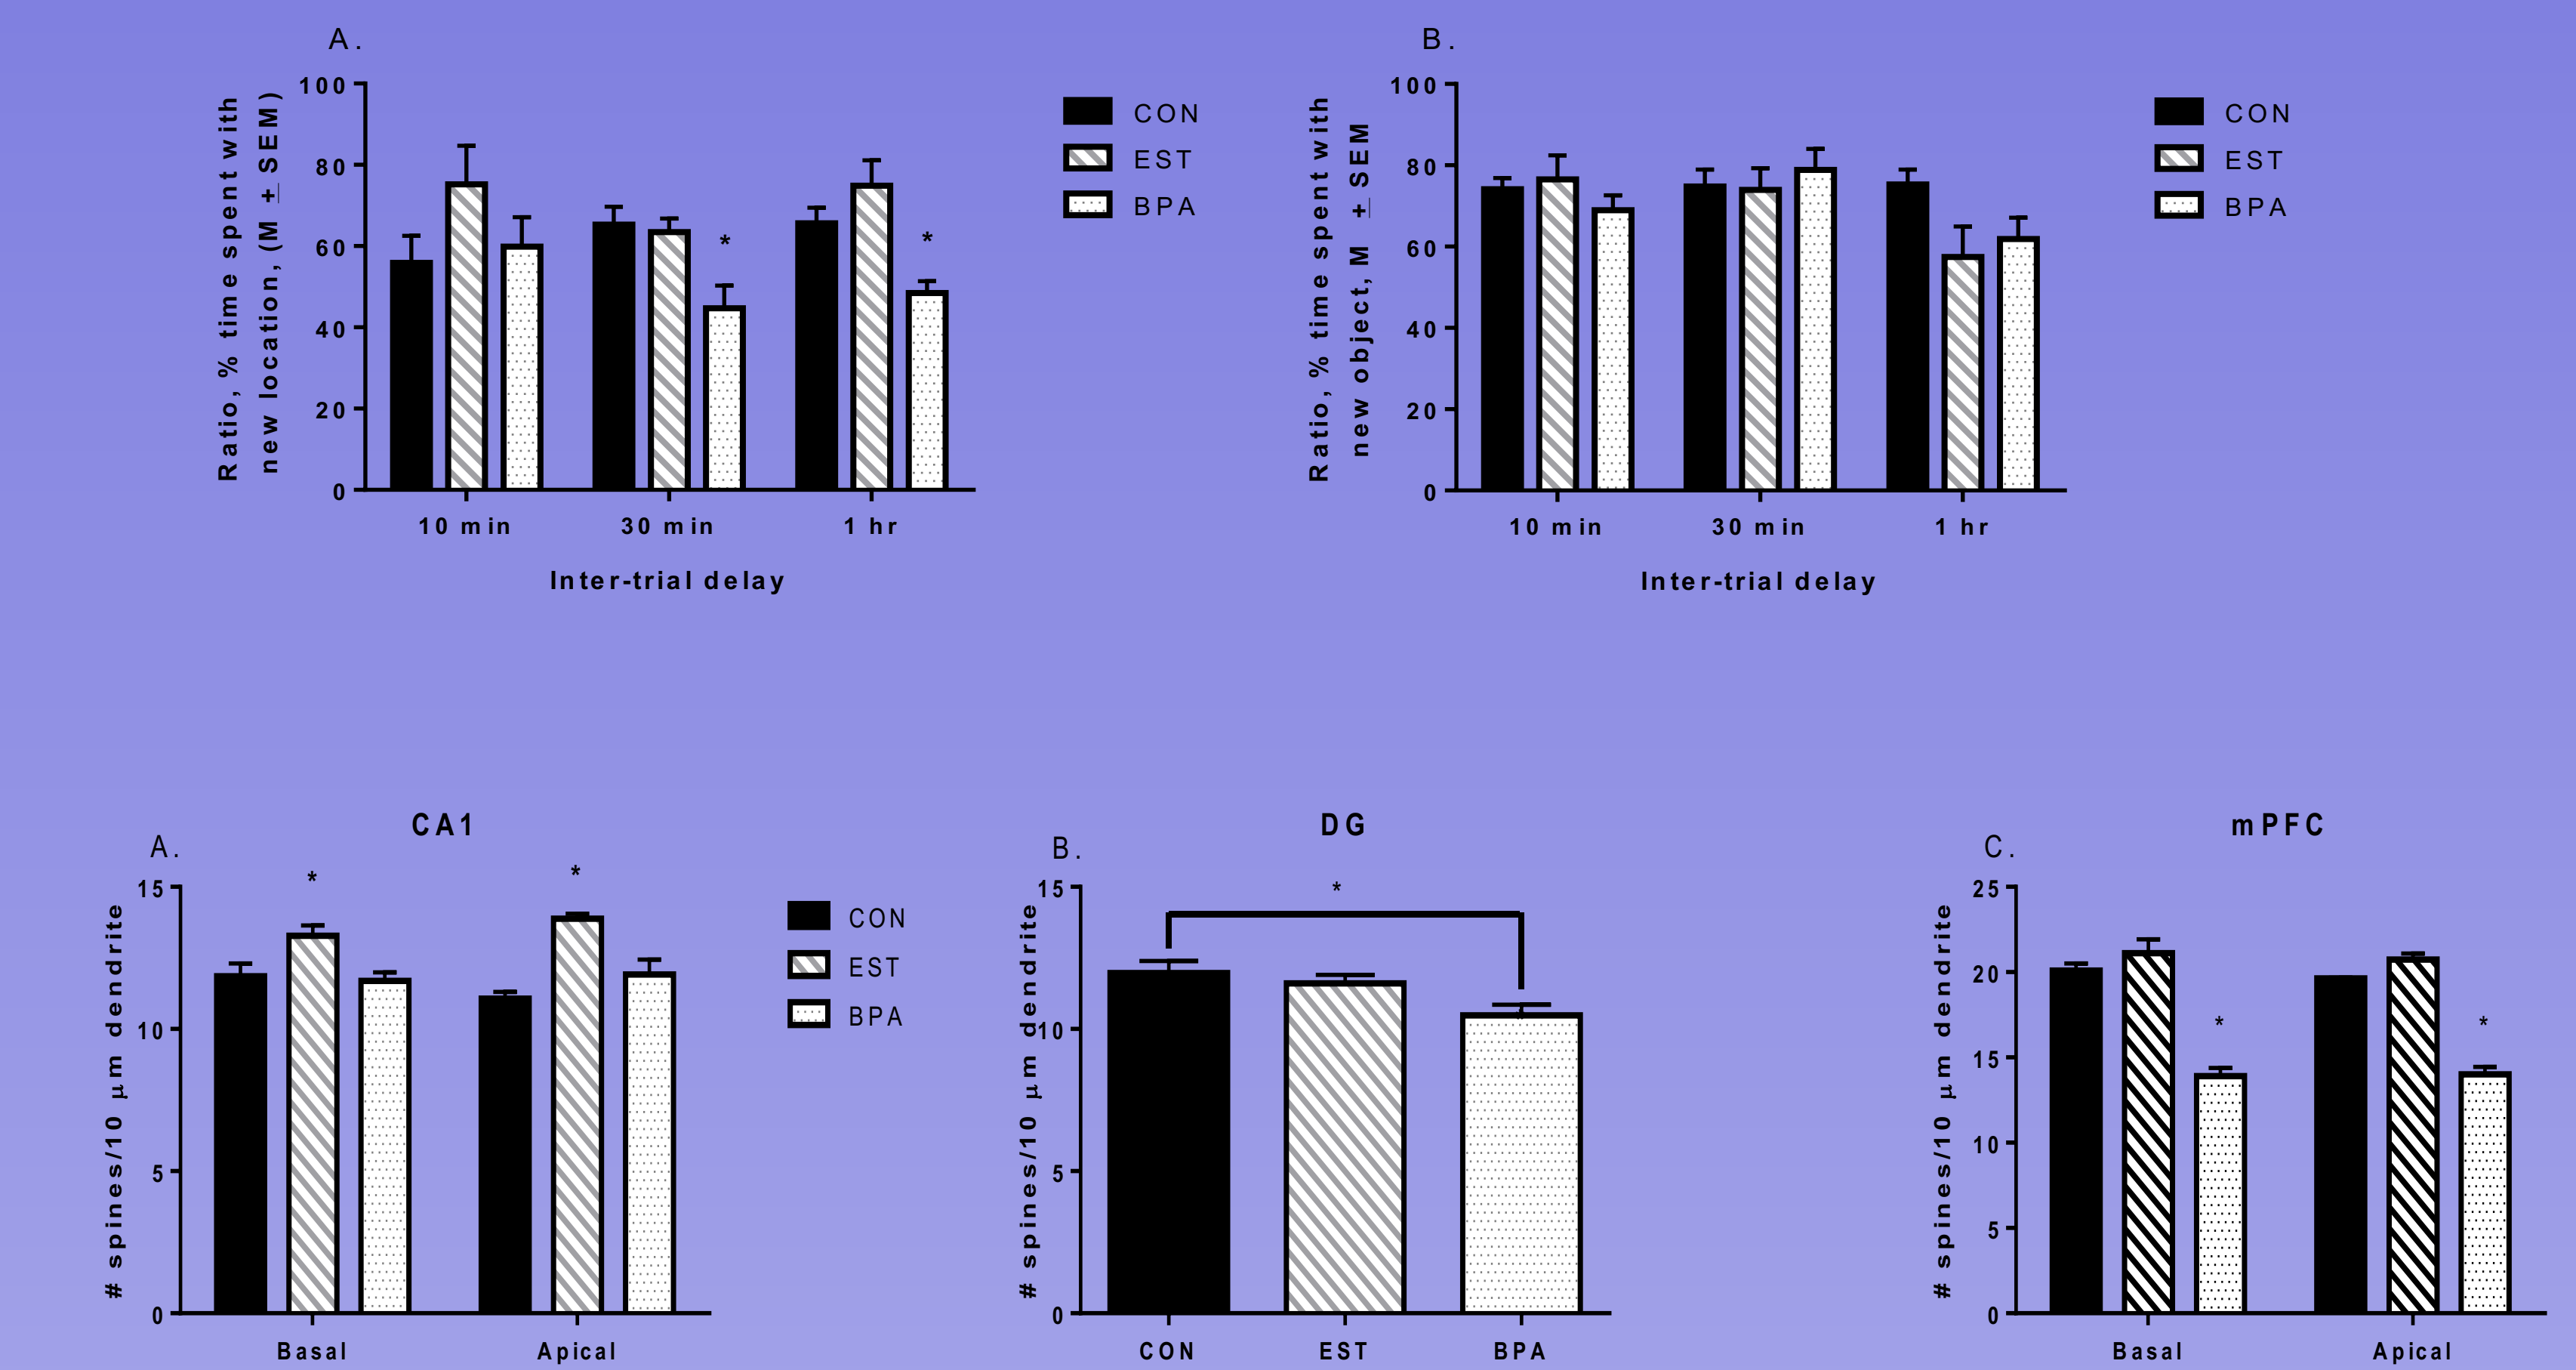 A.
Ratio, % time spent with
new location, (M ± SEM)
100
80
60
40
20
0
*
*
10 min
30 min
1 hr
Inter-trial delay
CON
EST
BPA
B.
Ratio, % time spent with
new object, M ± SEM
100
80
60
40
20
0
10 min
30 min
1 hr
Inter-trial delay
CON
EST
BPA
CA1
A.
# spines/10 μm dendrite
15
10
5
0
*
*
Basal
Apical
CON
EST
BPA
DG
B.
# spines/10 μm dendrite
15
10
5
0
*
CON
EST
BPA
mPFC
C.
# spines/10 μm dendrite
25
20
15
10
5
0
*
*
Basal
Apical